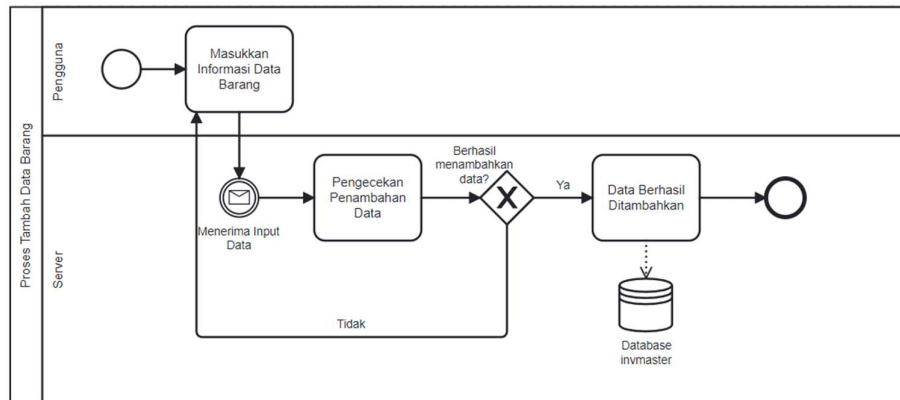 Proses Tambah Data Barang
Pengguna
Masukkan
Informasi Data
Barang
Server
Menerima Input
Data
Pengecekan
Penambahan
Data
Berhasil
menambahkan
data?
Ya
Data Berhasil
Ditambahkan
Tidak
Database
invmaster